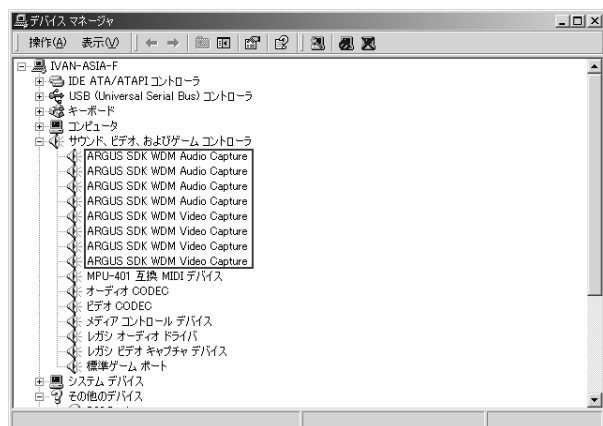 デバイス マネージャ
操作(A) 表示(V)
IVAN-ASIA-F
IDE ATA/ATAPI コントローラ
USB (Universal Serial Bus) コントローラ
キーボード
コンピュータ
サウンド、ビデオ、およびゲーム コントローラ
ARGUS SDK WDM Audio Capture
ARGUS SDK WDM Audio Capture
ARGUS SDK WDM Audio Capture
ARGUS SDK WDM Audio Capture
ARGUS SDK WDM Video Capture
ARGUS SDK WDM Video Capture
ARGUS SDK WDM Video Capture
ARGUS SDK WDM Video Capture
MPU-401 互換 MIDI デバイス
オーディオ CODEC
ビデオ CODEC
メディア コントロール デバイス
レガシ オーディオ ドライバ
レガシ ビデオ キャプチャ デバイス
標準ゲーム ポート
システム デバイス
その他のデバイス